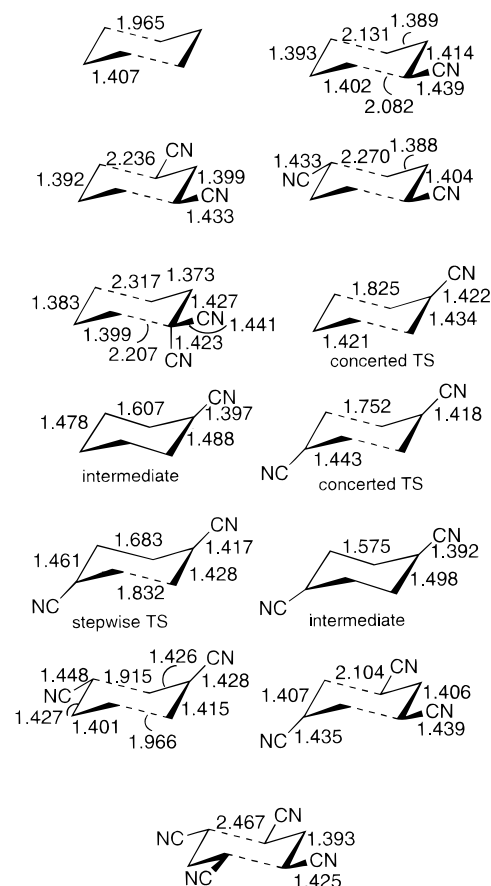 1.965
1.407
1.389
2.131
1.393
1.414
CN
1.402
1.439
2.082
CN
2.236
1.392
1.399
CN
1.433
1.388
1.433
2.270
NC
1.404
CN
2.317
1.373
1.383
1.427
CN
1.441
1.399
1.423
2.207
CN
CN
1.825
1.422
1.434
1.421
concerted TS
CN
1.607
1.478
1.397
1.488
intermediate
CN
1.752
1.418
NC
1.443
concerted TS
CN
1.683
1.461
1.417
1.428
1.832
NC
stepwise TS
CN
1.575
1.392
1.498
NC
intermediate
1.426
CN
1.448
1.915
NC
1.428
1.427
1.415
1.401
1.966
2.104
CN
1.407
1.406
CN
NC
1.435
1.439
2.467
CN
NC
1.393
CN
NC
1.425